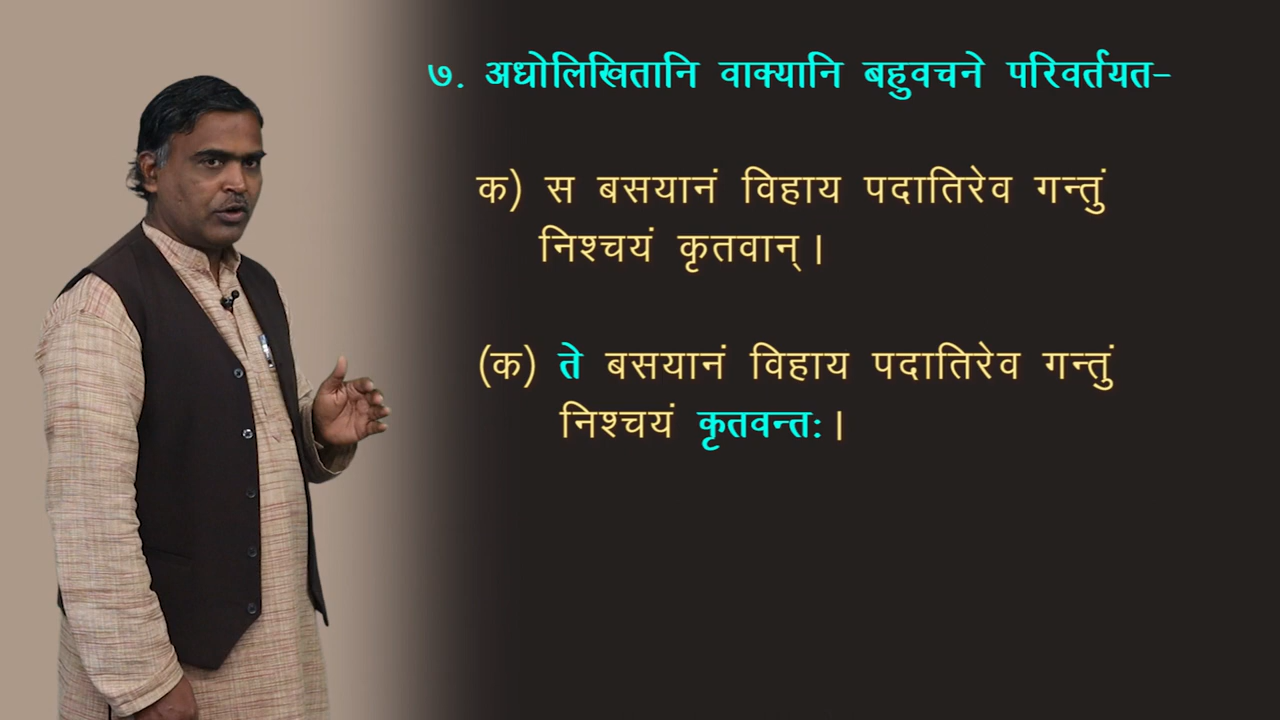 ७. अधोलिखितानि वाक्यानि बहुवचने परिवर्तयत-
क) स बसयानं विहाय पदातिरेव गन्तुं
निश्चयं कृतवान्।
(क) ते बसयानं विहाय पदातिरेव गन्तुं
निश्चयं कृतवन्तः।